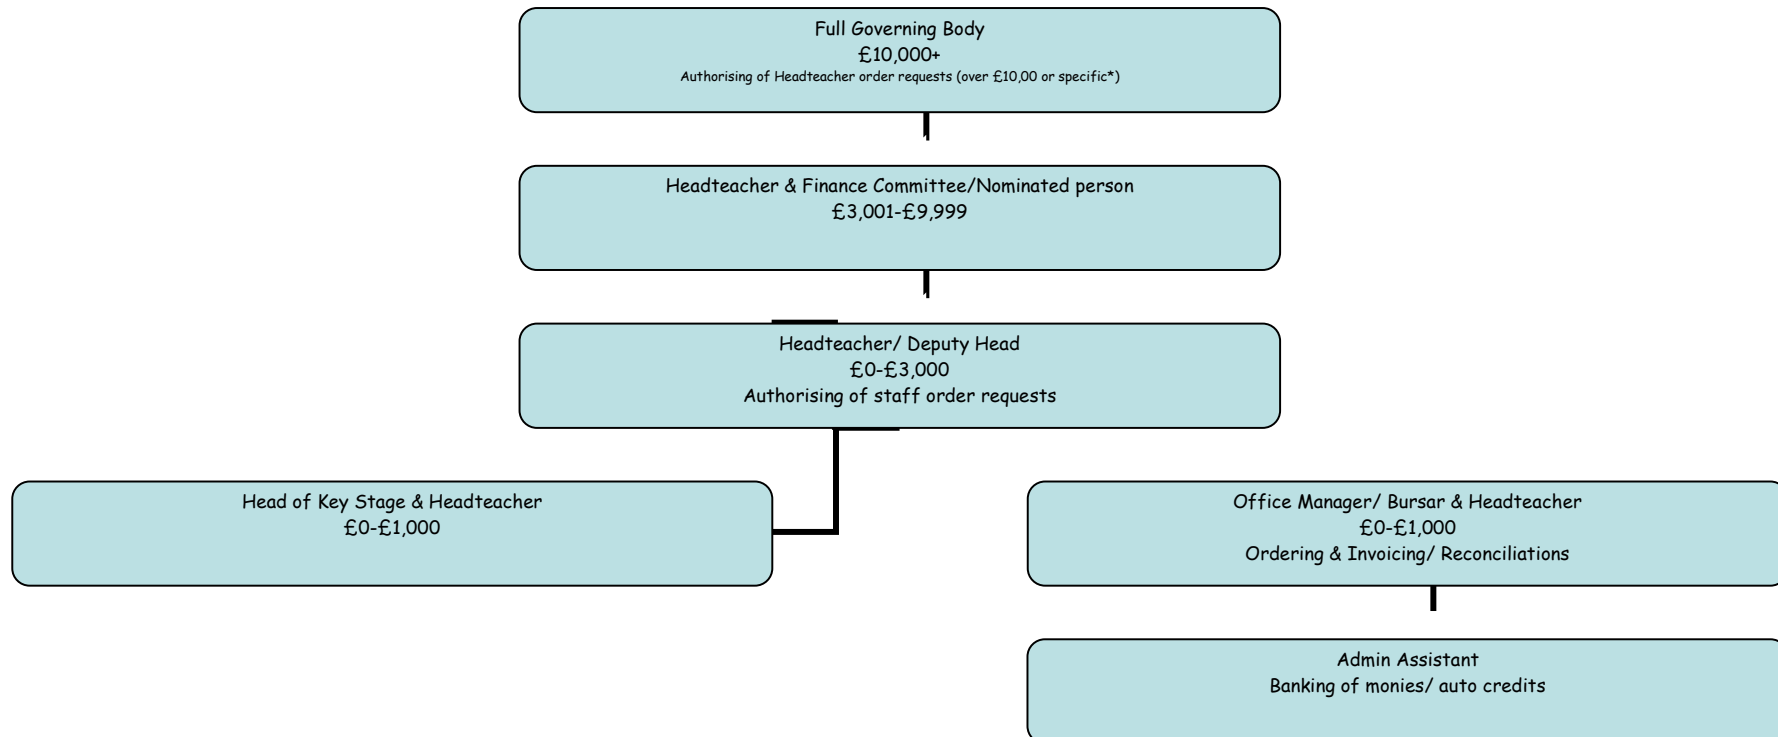 Full Governing Body
£10,000+
Authorising of Headteacher order requests (over £10,00 or specific*)
Headteacher & Finance Committee/Nominated person
£3,001-£9,999
Headteacher/ Deputy Head
£0-£3,000
Authorising of staff order requests
Head of Key Stage & Headteacher
£0-£1,000
Office Manager/ Bursar & Headteacher
£0-£1,000
Ordering & Invoicing/ Reconciliations
Admin Assistant
Banking of monies/ auto credits